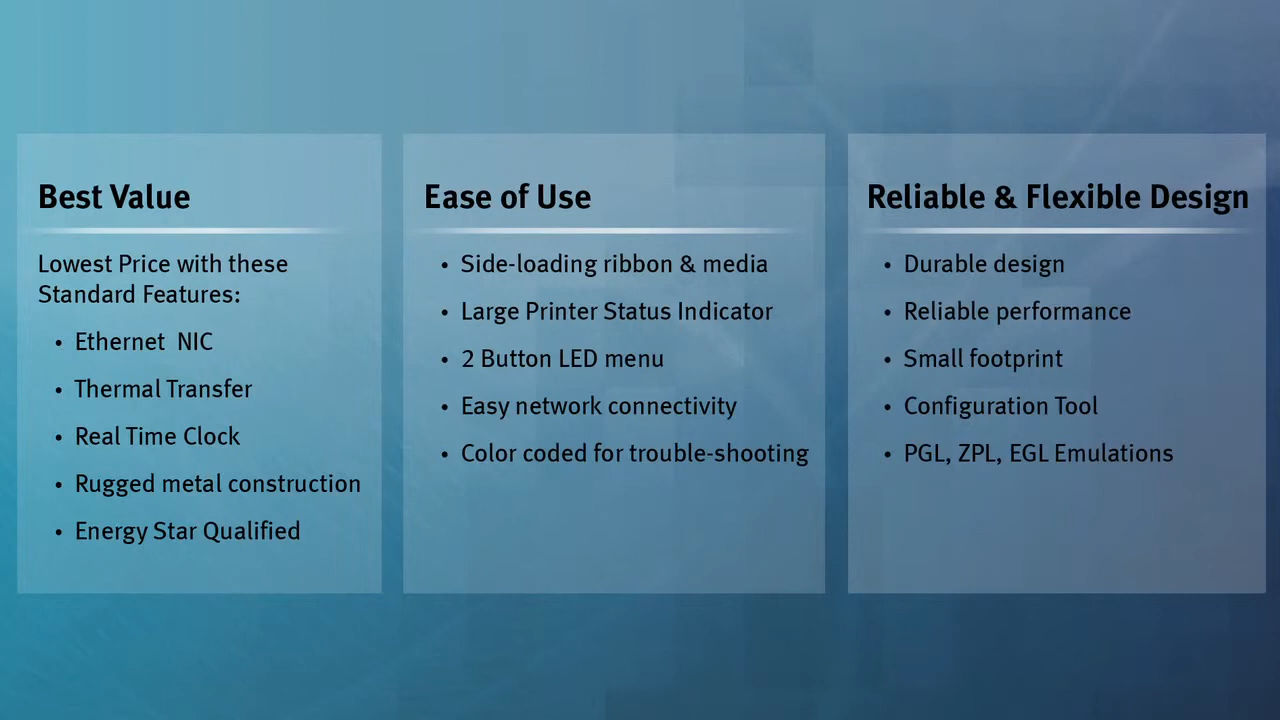 Best Value
Lowest Price with these
Standard Features:
• Ethernet  NIC
• Thermal Transfer
• Real Time Clock
• Rugged metal construction
• Energy Star Qualified
Ease of Use
• Side-loading ribbon & media
• Large Printer Status Indicator
• 2 Button LED menu
• Easy network connectivity
• Color coded for trouble-shooting
Reliable & Flexible Design
• Durable design
• Reliable performance
• Small footprint
• Configuration Tool
• PGL, ZPL, EGL Emulations